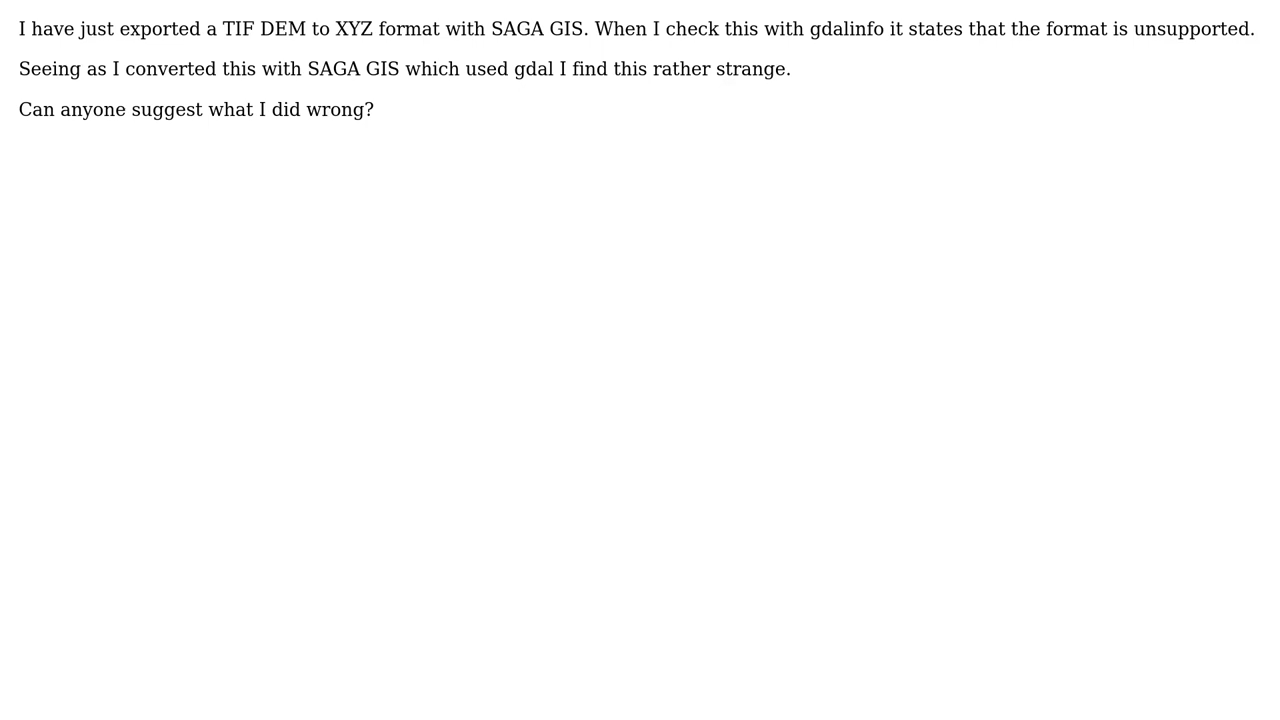 I have just exported a TIF DEM to XYZ format with SAGA GIS. When I check this with gdalinfo it states that the format is unsupported.
Seeing as I converted this with SAGA GIS which used gdal I find this rather strange.
Can anyone suggest what I did wrong?